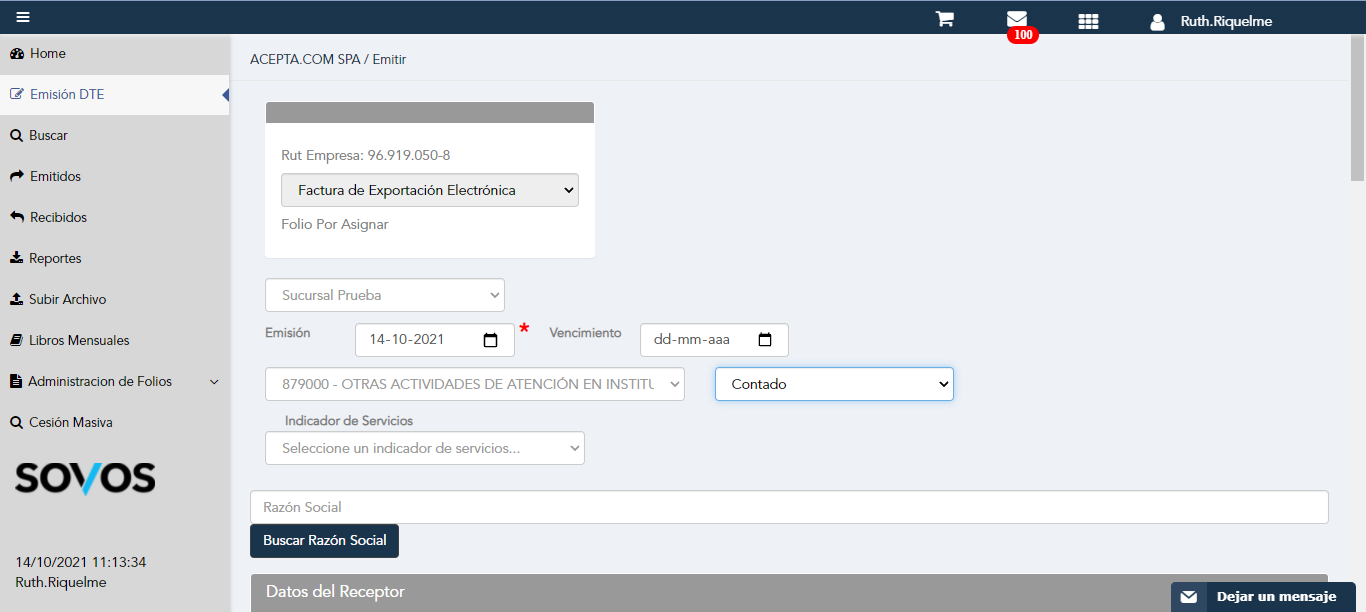 Ruth.Riquelme
100
Home
Emisión DTE
Buscar
Emitidos
Recibidos
Reportes
Subir Archivo
Libros Mensuales
Administracion de Folios
Cesión Masiva
SOVOS
14/10/2021 11:13:34
Ruth.Riquelme
ACEPTA.COM SPA / Emitir
Rut Empresa: 96.919.050-8
Factura de Exportación Electrónica
Folio Por Asignar
Sucursal Prueba
Emisión 14-10-2021 * Vencimiento dd-mm-aaa
879000 - OTRAS ACTIVIDADES DE ATENCIÓN EN INSTITU Contado
Indicador de Servicios
Seleccione un indicador de servicios...
Razón Social
Buscar Razón Social
Datos del Receptor
Dejar un mensaje